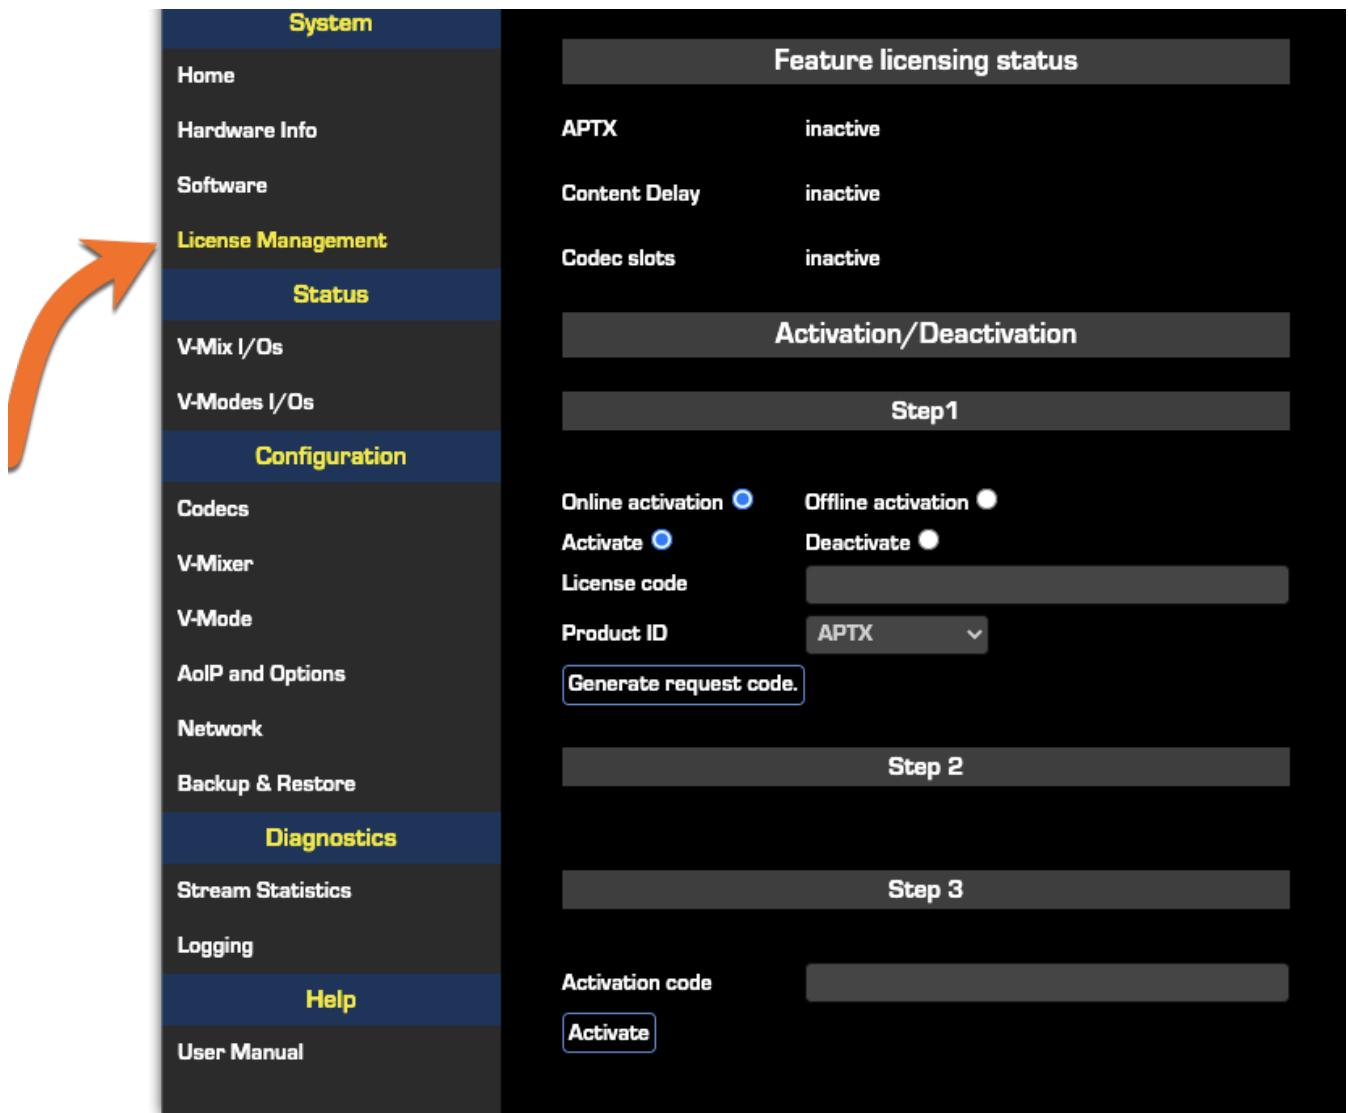 System
Home
Hardware Info
Software
License Management
Status
V-Mix I/Os
V-Modes I/Os
Configuration
Codecs
V-Mixer
V-Mode
AoIP and Options
Network
Backup & Restore
Diagnostics
Stream Statistics
Logging
Help
User Manual
Feature licensing status
APTX inactive
Content Delay inactive
Codec slots inactive
Activation/Deactivation
Step1
Online activation Offline activation
Activate Deactivate
License code
Product ID APTX
Generate request code.
Step 2
Step 3
Activation code
Activate